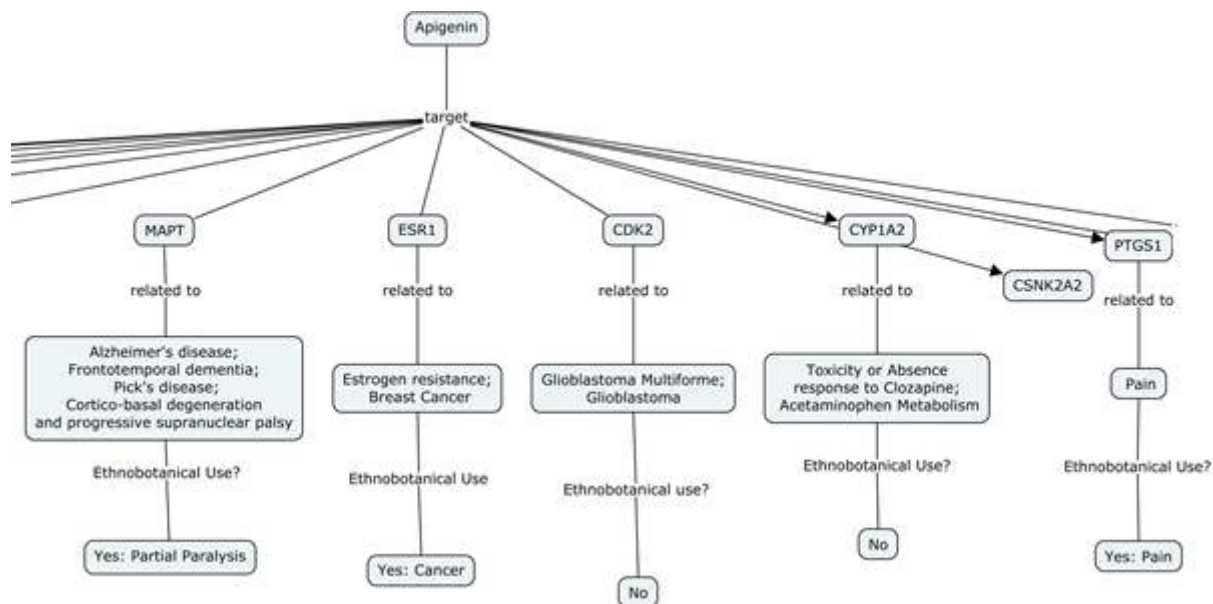 Apigenin
target
MAPT
ESR1
CDK2
CYP1A2
PTGS1
CSNK2A2
related to
related to
related to
related to
related to
Alzheimer's disease;
Frontotemporal dementia;
Pick's disease;
Cortico-basal degeneration
and progressive supranuclear palsy
Estrogen resistance;
Breast Cancer
Glioblastoma Multiforme;
Glioblastoma
Toxicity or Absence
response to Clozapine;
Acetaminophen Metabolism
Pain
Ethnobotanical Use?
Ethnobotanical Use
Ethnobotanical use?
Ethnobotanical Use?
Ethnobotanical Use?
Yes: Partial Paralysis
Yes: Cancer
No
No
Yes: Pain